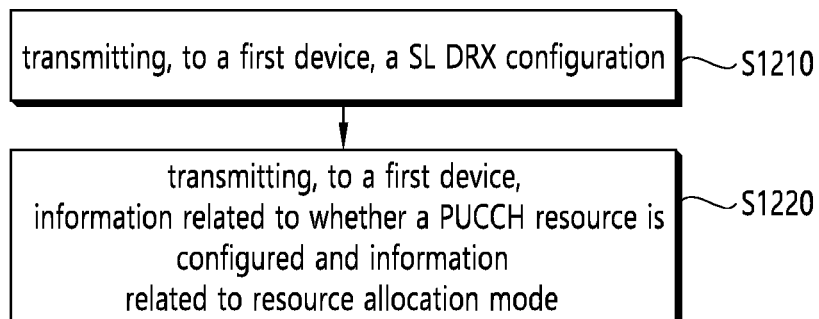 transmitting, to a first device, a SL DRX configuration
S1210
transmitting, to a first device,
information related to whether a PUCCH resource is
configured and information
related to resource allocation mode
S1220